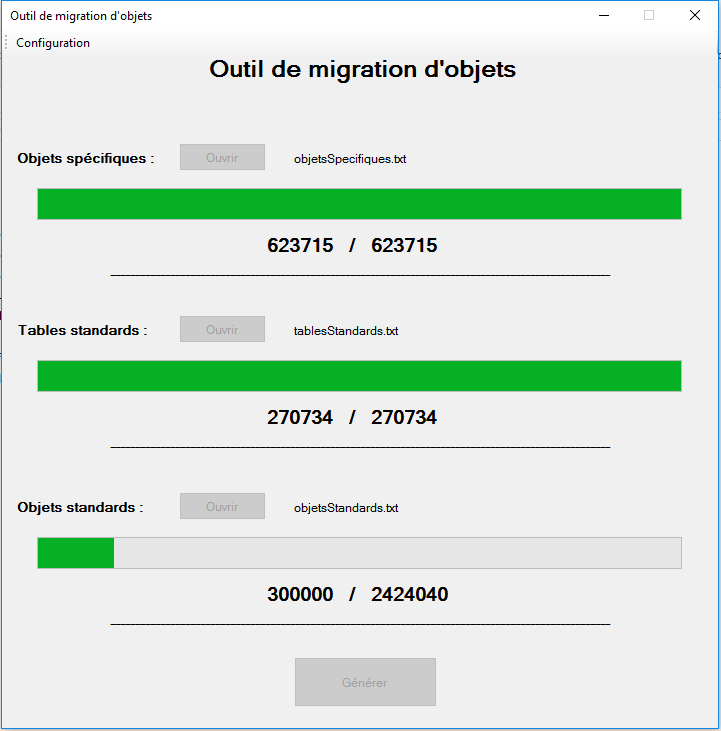 Outil de migration d'objets
Configuration
Outil de migration d'objets
Objets spécifiques : Ouvrir objetsSpecifiques.txt
623715 / 623715
Tables standards : Ouvrir tablesStandards.txt
270734 / 270734
Objets standards : Ouvrir objetsStandards.txt
300000 / 2424040
Générer